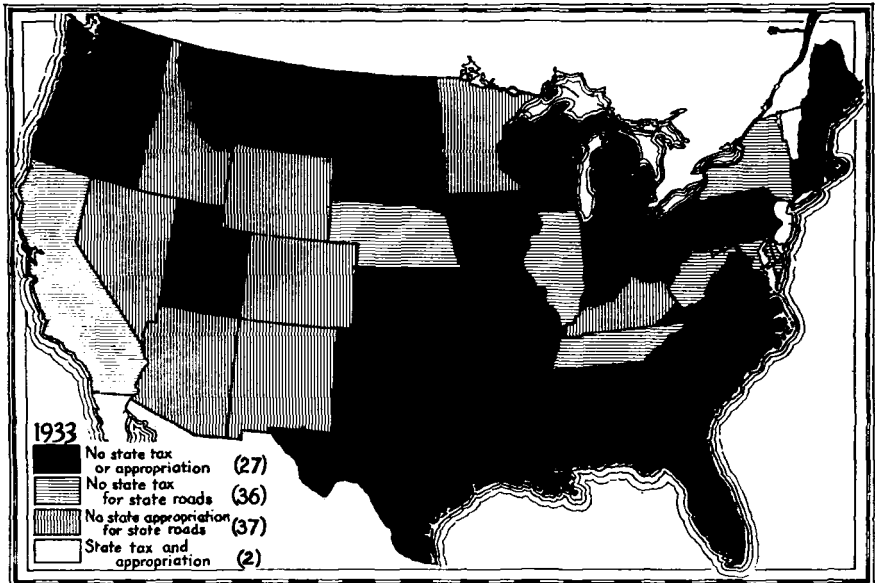 1933
No state tax
or appropriation (27)
No state tax
for state roads (36)
No state appropriation
for state roads (37)
State tax and
appropriation (2)